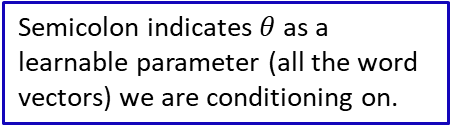 Semicolon indicates θ as a
learnable parameter (all the word
vectors) we are conditioning on.